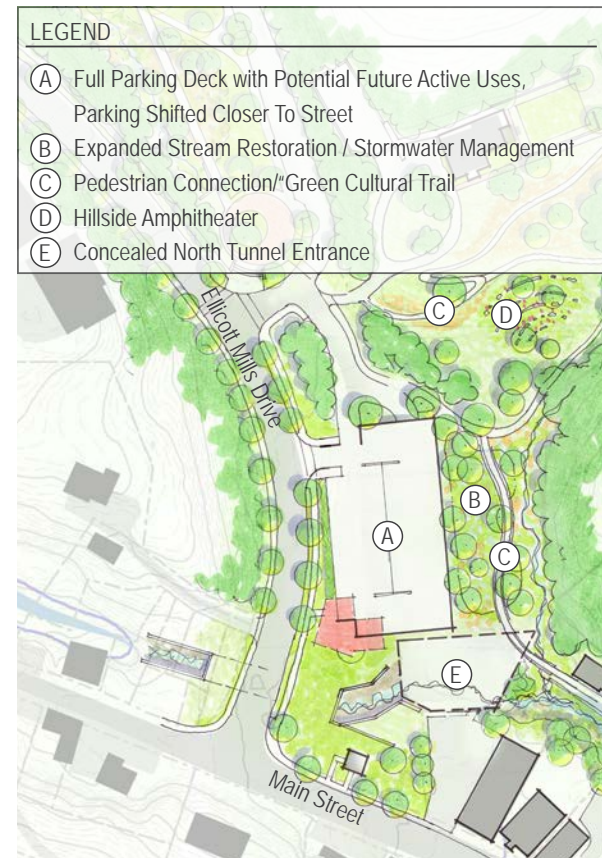 LEGEND
A Full Parking Deck with Potential Future Active Uses,
Parking Shifted Closer To Street
B Expanded Stream Restoration / Stormwater Management
C Pedestrian Connection/"Green Cultural Trail
D Hillside Amphitheater
E Concealed North Tunnel Entrance
Ellicott Mills Drive
C
D
B
A
C
E
Main Street